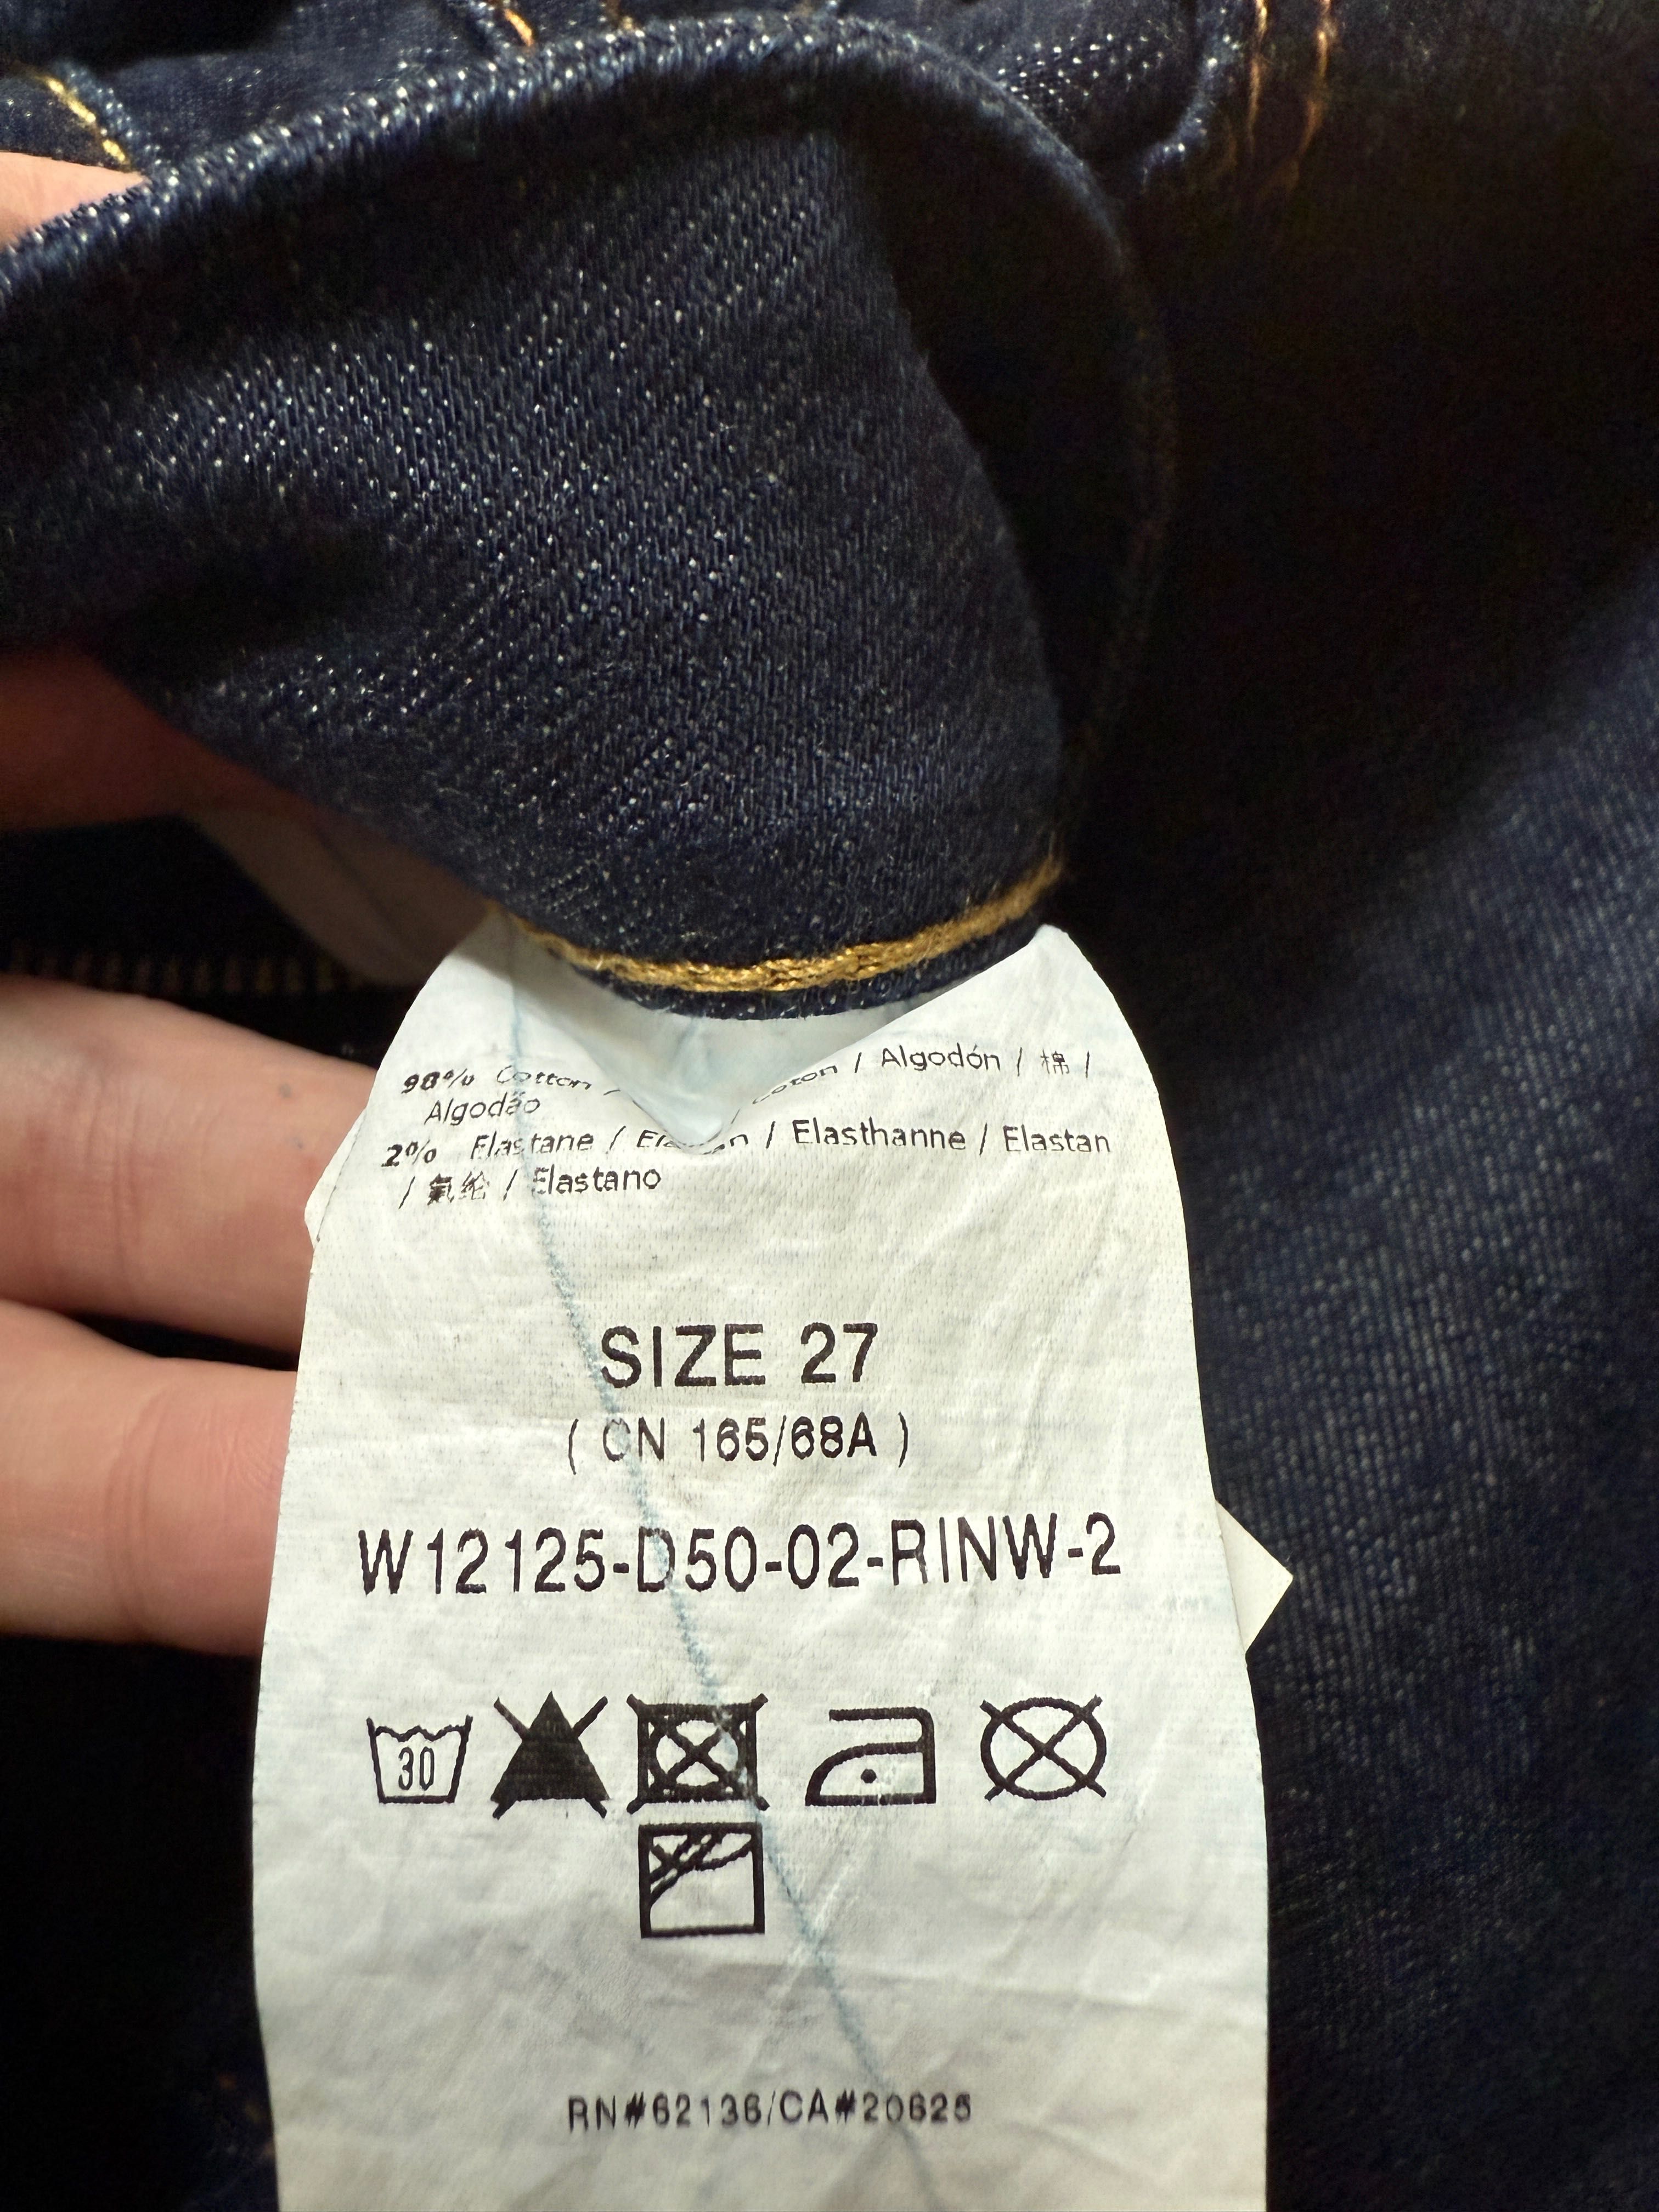 98% Cotton / / Algodón / 棉 /
Algodão
2% Elastane / / Elasthanne / Elastan
/ 氨纶 / Elastano
SIZE 27
( CN 165/68A )
W12125-D50-02-RINW-2
30
RN#62136/CA#20625